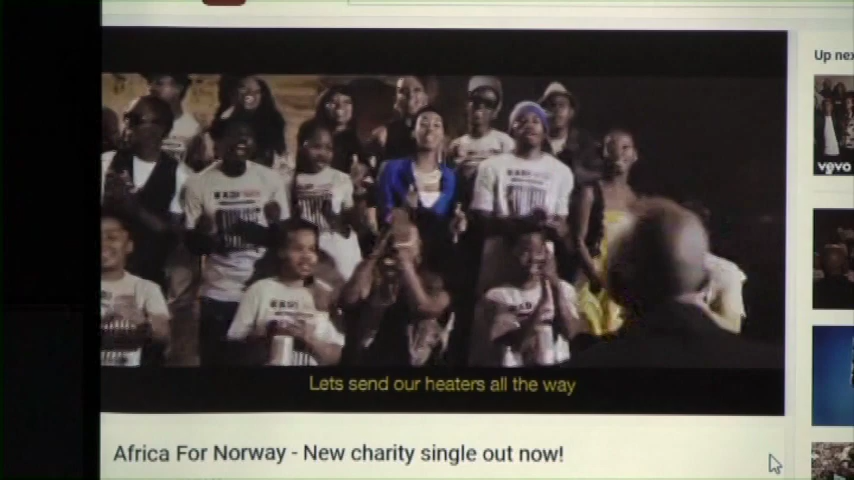 Up nex
vevo
Lets send our heaters all the way
Africa For Norway - New charity single out now!